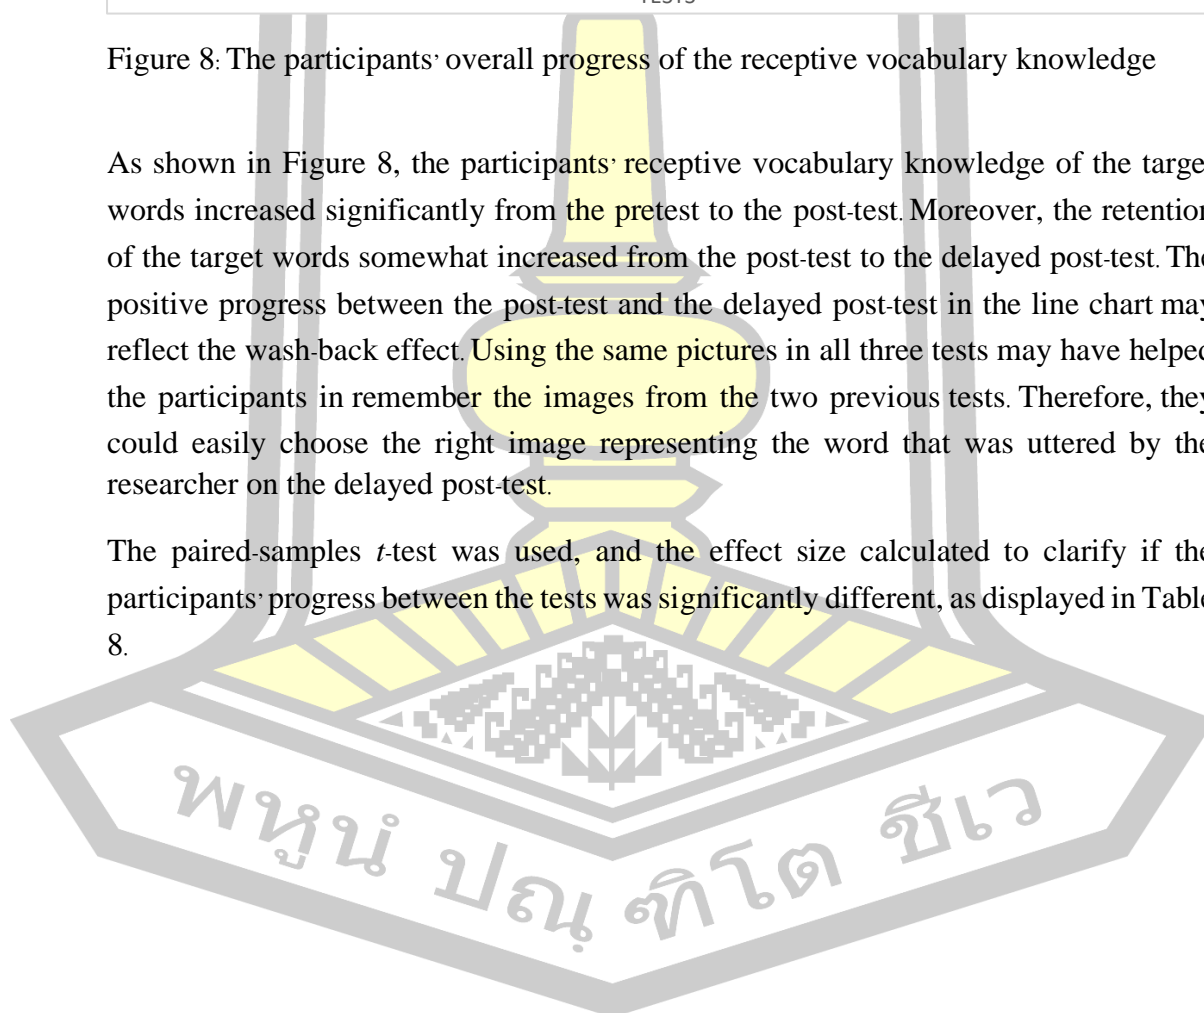 Figure 8: The participants' overall progress of the receptive vocabulary knowledge
As shown in Figure 8, the participants' receptive vocabulary knowledge of the targe
words increased significantly from the pretest to the post-test. Moreover, the retention
of the target words somewhat increased from the post-test to the delayed post-test. The
positive progress between the post-test and the delayed post-test in the line chart may
reflect the wash-back effect. Using the same pictures in all three tests may have helped
the participants in remember the images from the two previous tests. Therefore, they
could easily choose the right image representing the word that was uttered by the
researcher on the delayed post-test.
The paired-samples t-test was used, and the effect size calculated to clarify if the
participants' progress between the tests was significantly different, as displayed in Table
8.
พหูนํ ปณฺฑิโต ชีเว